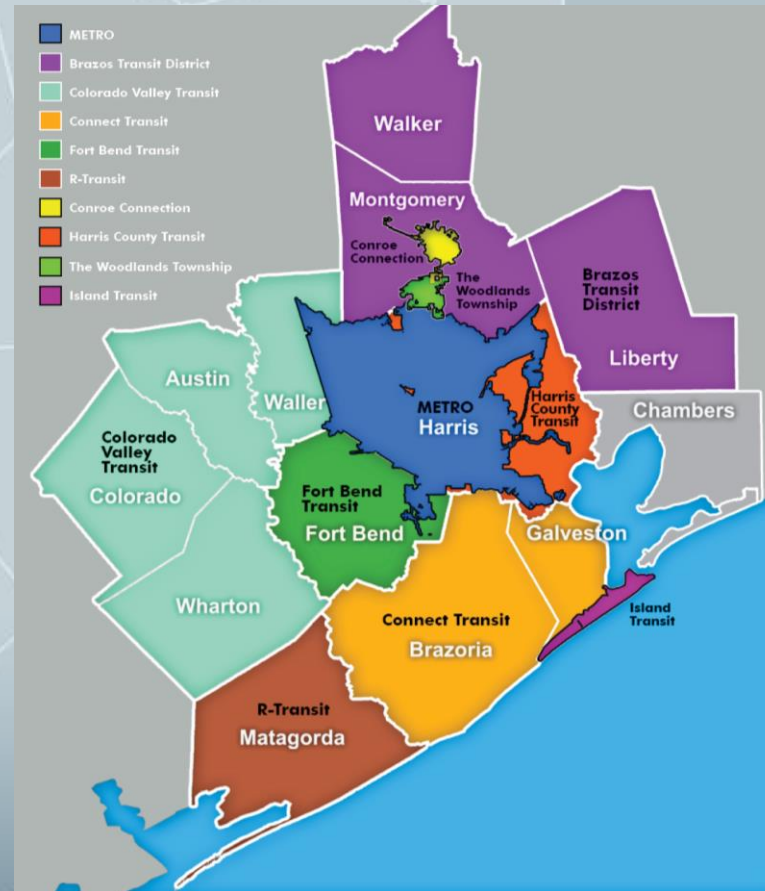 METRO
Brazos Transit District
Colorado Valley Transit
Connect Transit
Fort Bend Transit
R-Transit
Conroe Connection
Harris County Transit
The Woodlands Township
Island Transit
Walker
Montgomery
Conroe
Connection
The
Woodlands
Township
Brazos
Transit
District
Liberty
Chambers
Austin
Waller
METRO
Harris
Harris
County
Transit
Colorado
Valley
Transit
Colorado
Fort Bend
Transit
Fort Bend
Galveston
Wharton
Island
Transit
Connect Transit
Brazoria
R-Transit
Matagorda